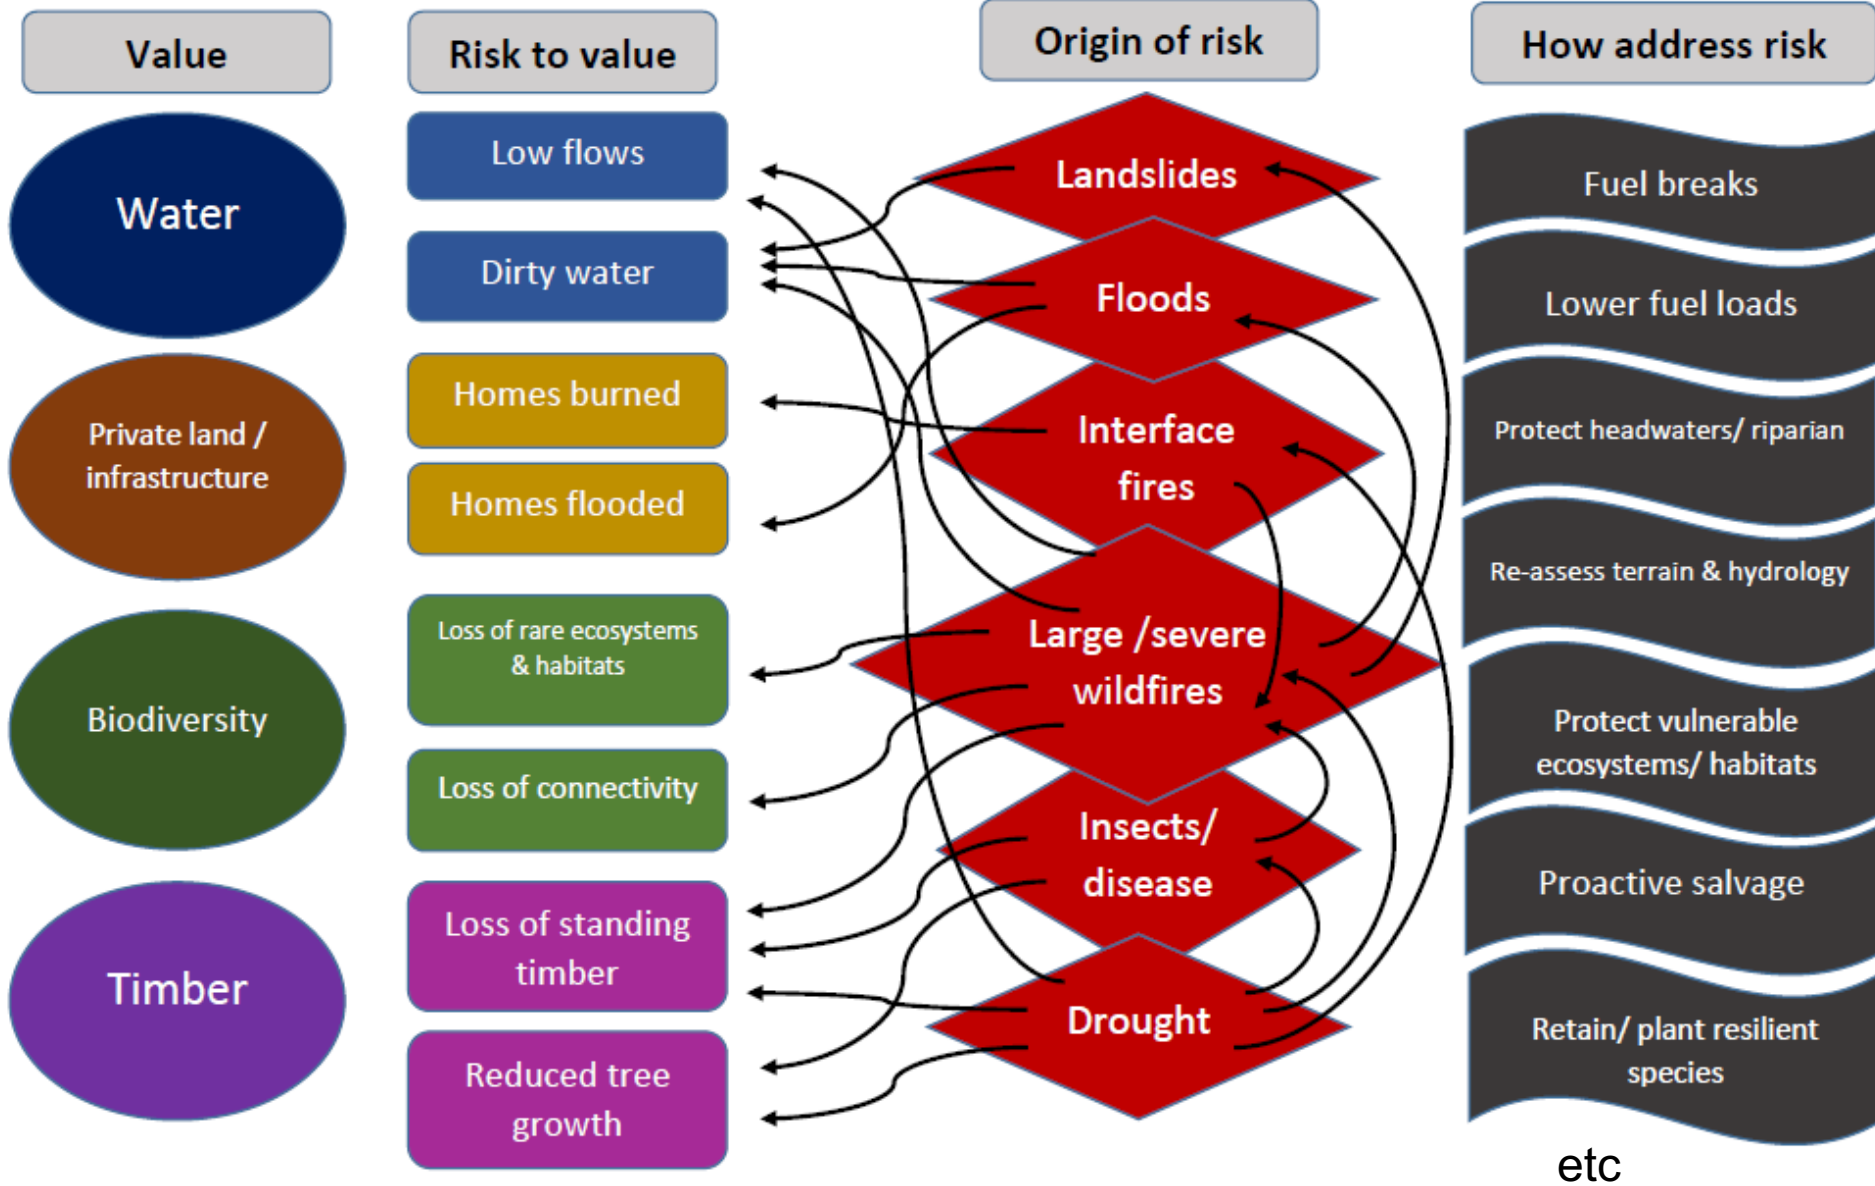 Value
Risk to value
Origin of risk
How address risk
Water
Private land /
infrastructure
Biodiversity
Timber
Low flows
Dirty water
Homes burned
Homes flooded
Loss of rare ecosystems
& habitats
Loss of connectivity
Loss of standing
timber
Reduced tree
growth
Landslides
Floods
Interface
fires
Large /severe
wildfires
Insects/
disease
Drought
Fuel breaks
Lower fuel loads
Protect headwaters/ riparian
Re-assess terrain & hydrology
Protect vulnerable
ecosystems/ habitats
Proactive salvage
Retain/ plant resilient
species
etc